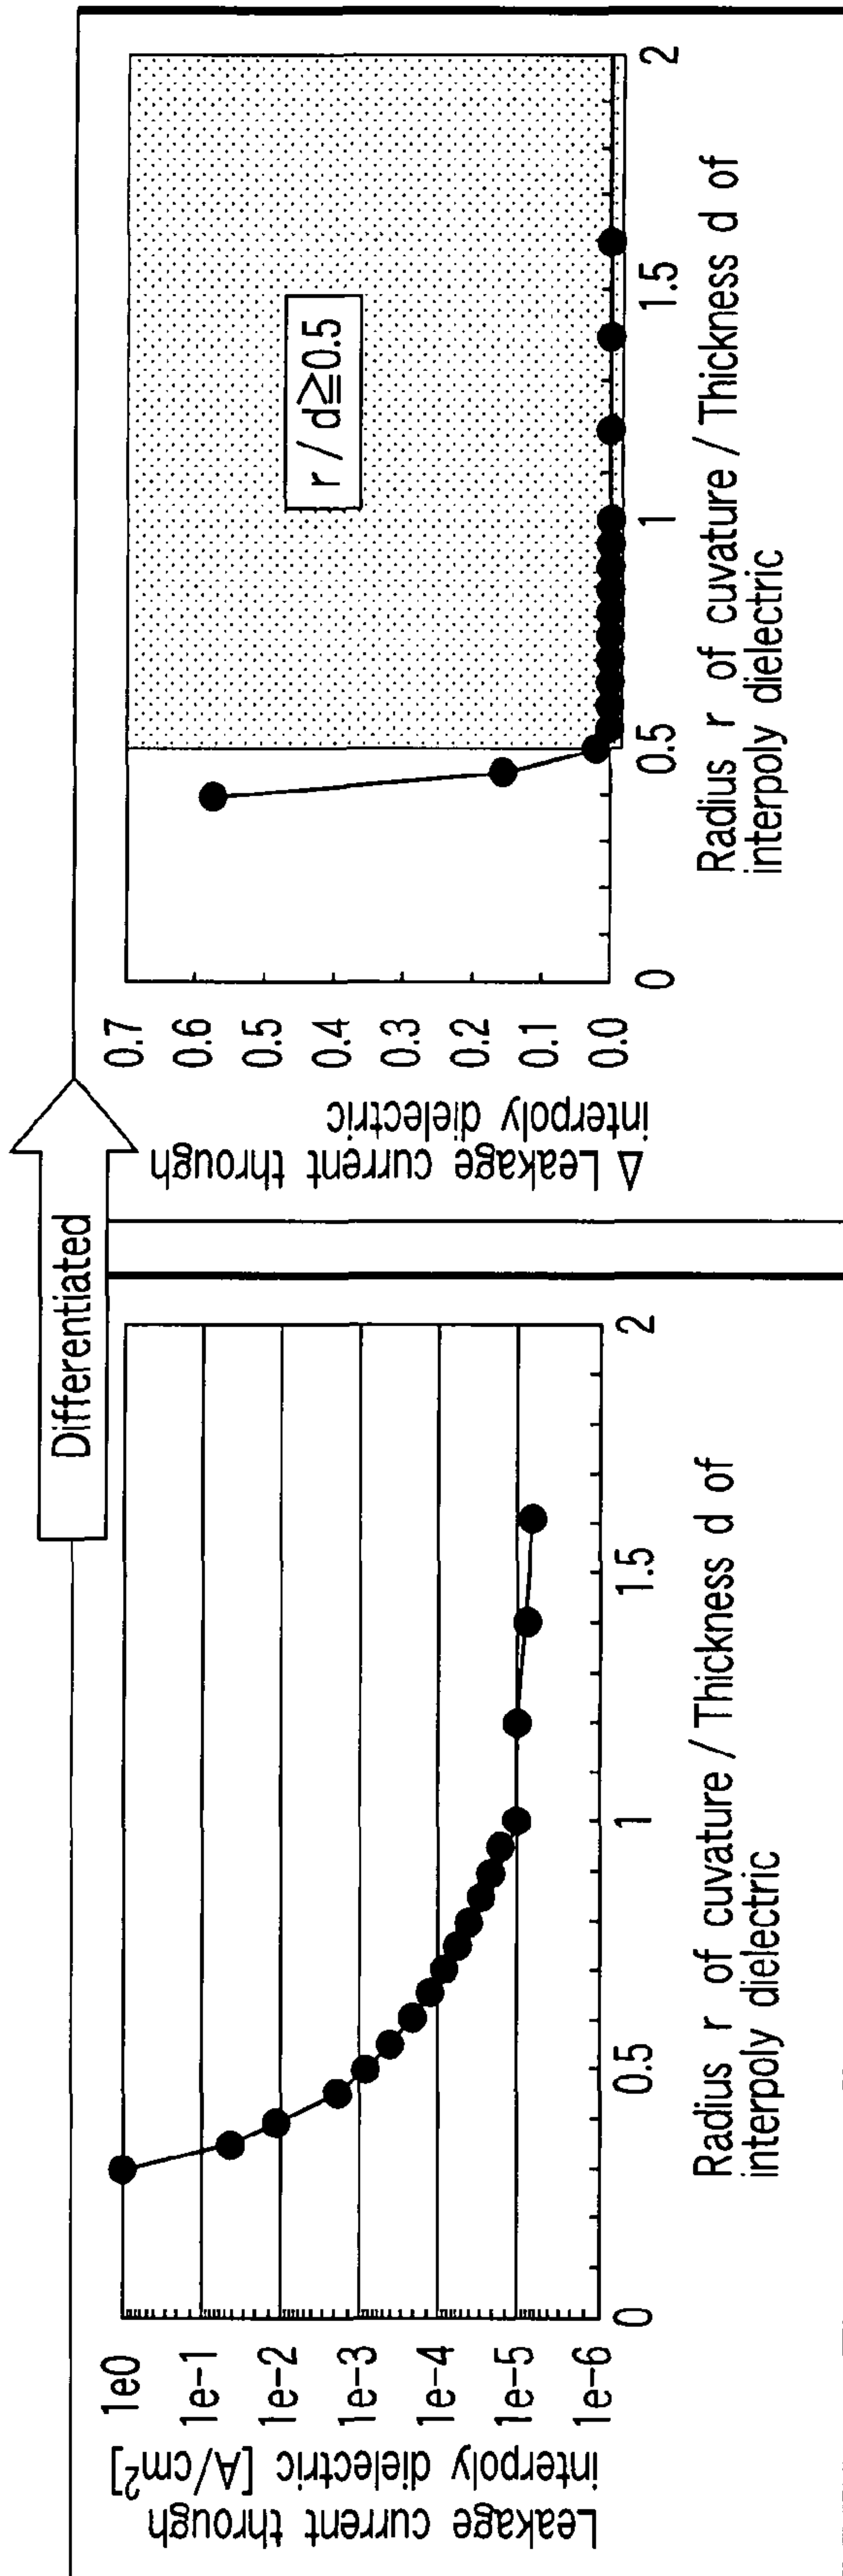 Differentiated
Leakage current through
interpoly dielectric [A/cm²]
1e0
1e-1
1e-2
1e-3
1e-4
1e-5
1e-6
0
0.5
1
1.5
2
Radius r of cuvature / Thickness d of
interpoly dielectric
Δ Leakage current through
interpoly dielectric
0.7
0.6
0.5
0.4
0.3
0.2
0.1
0.0
r / d≧0.5
0
0.5
1
1.5
2
Radius r of cuvature / Thickness d of
interpoly dielectric